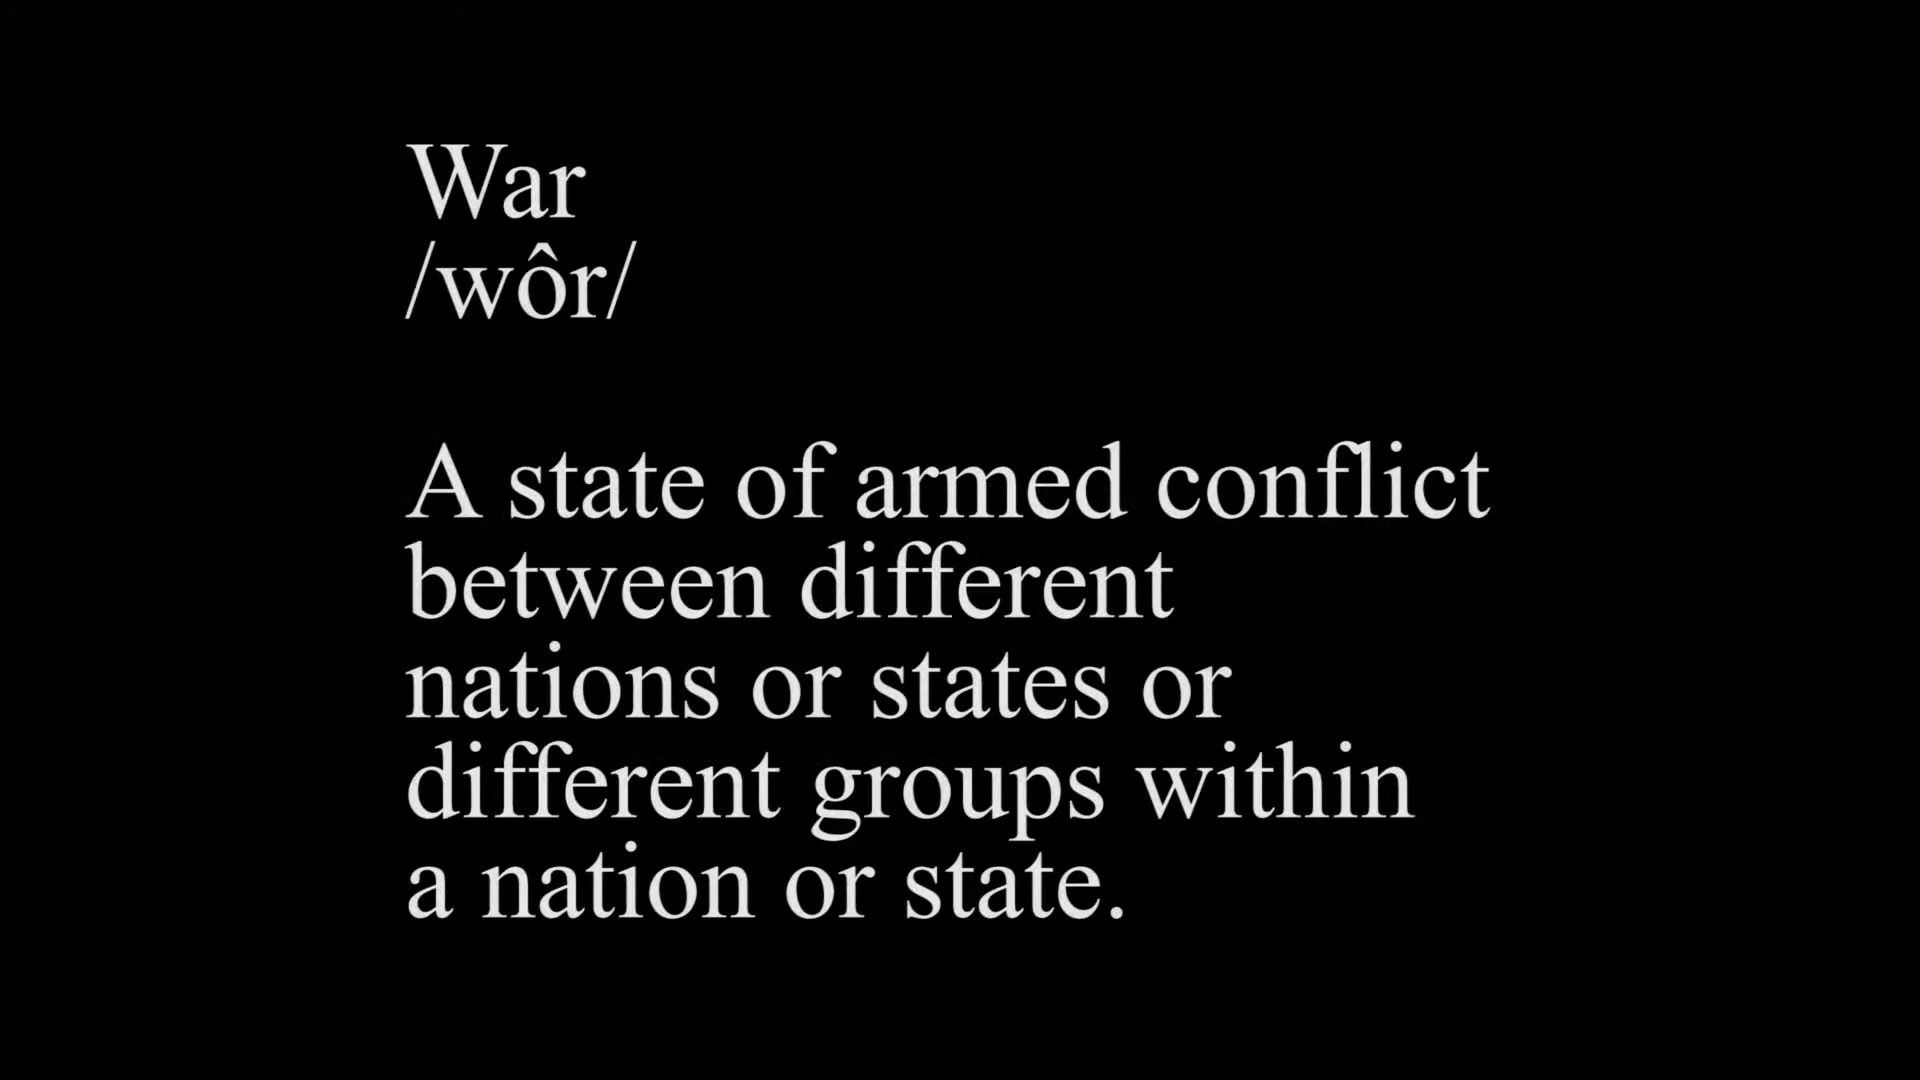 War
/wôr/
A state of armed conflict
between different
nations or states or
different groups within
a nation or state.